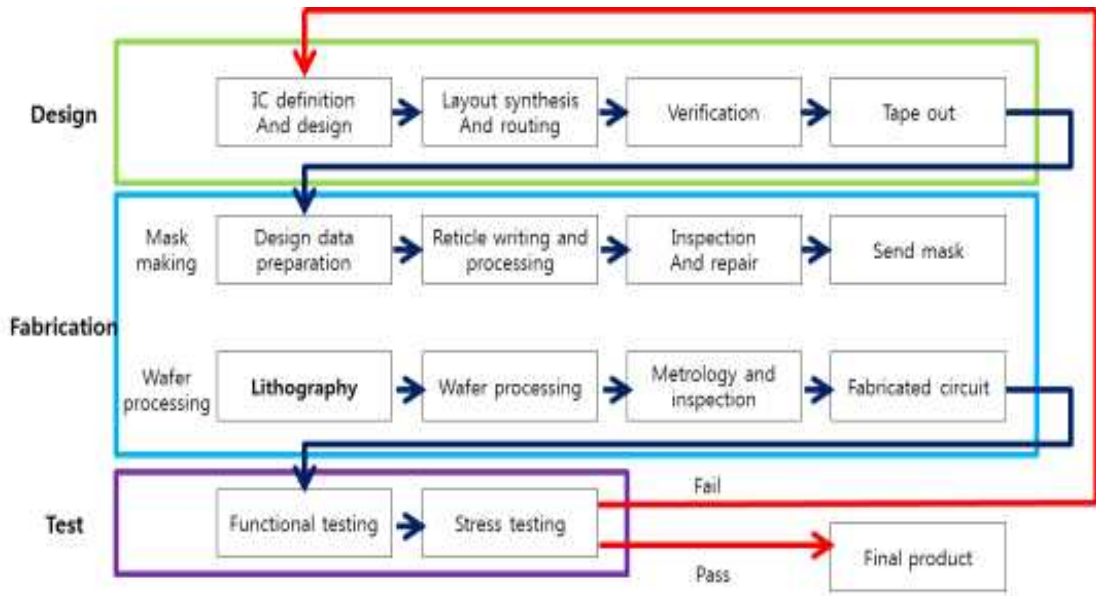 Design
IC definition
And design
Layout synthesis
And routing
Verification
Tape out
Fabrication
Mask
making
Design data
preparation
Reticle writing and
processing
Inspection
And repair
Send mask
Wafer
processing
Lithography
Wafer processing
Metrology and
inspection
Fabricated circuit
Test
Functional testing
Stress testing
Fail
Pass
Final product